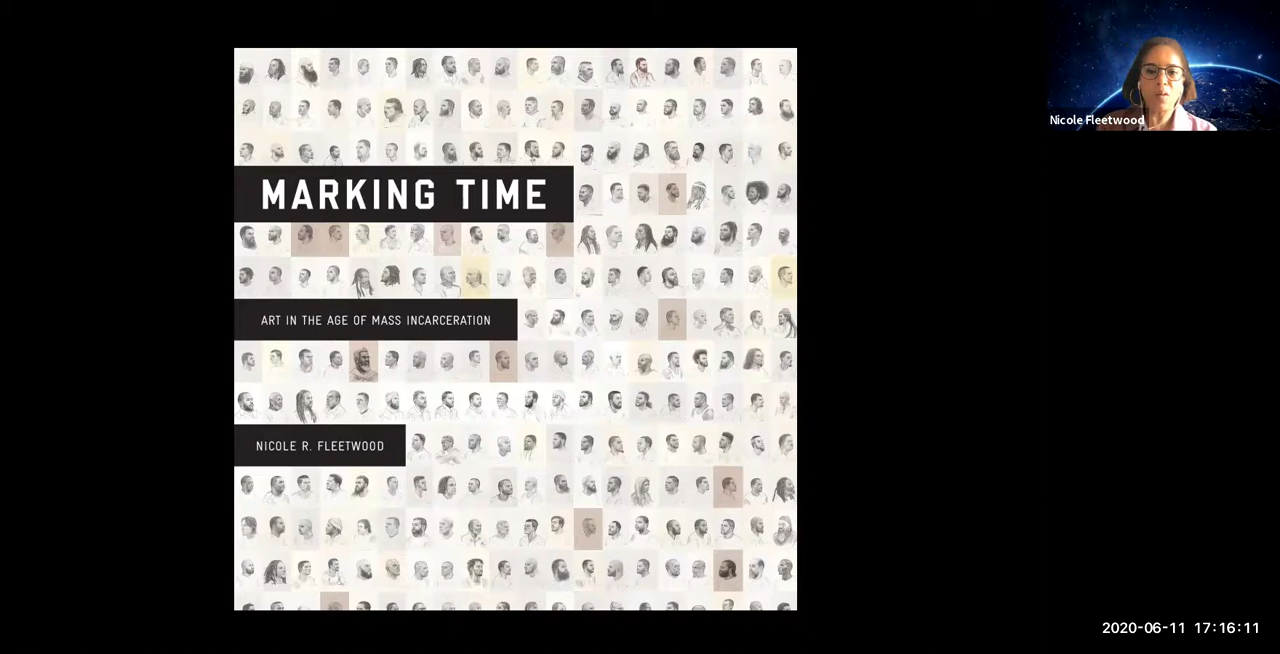 Nicole Fleetwood
MARKING TIME
ART IN THE AGE OF MASS INCARCERATION
NICOLE R. FLEETWOOD
2020-06-11 17:16:11